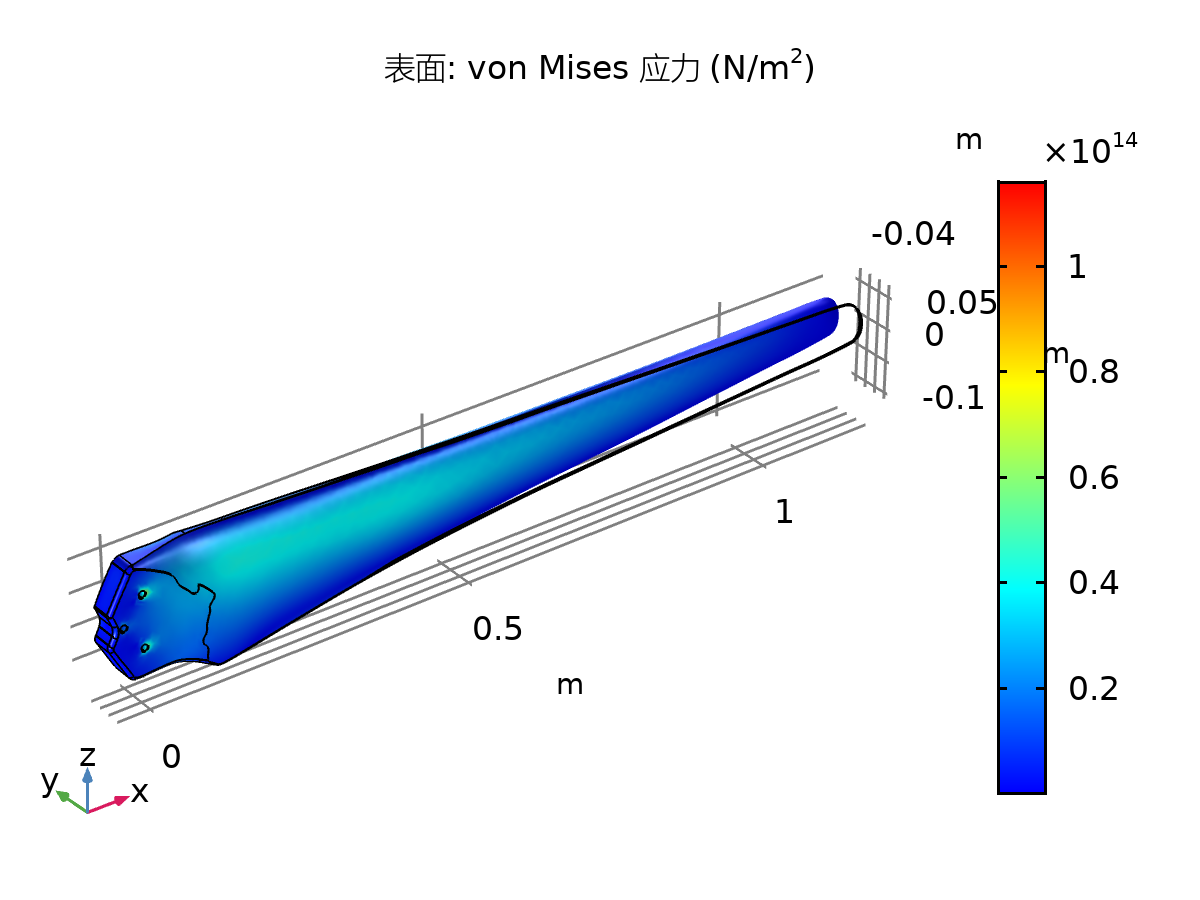 表面: von Mises 应力 (N/m²)
m
×10¹⁴
-0.04
1
0.05
0
m
0.8
-0.1
0.6
1
0.4
0.5
m
0.2
0
z
y
x